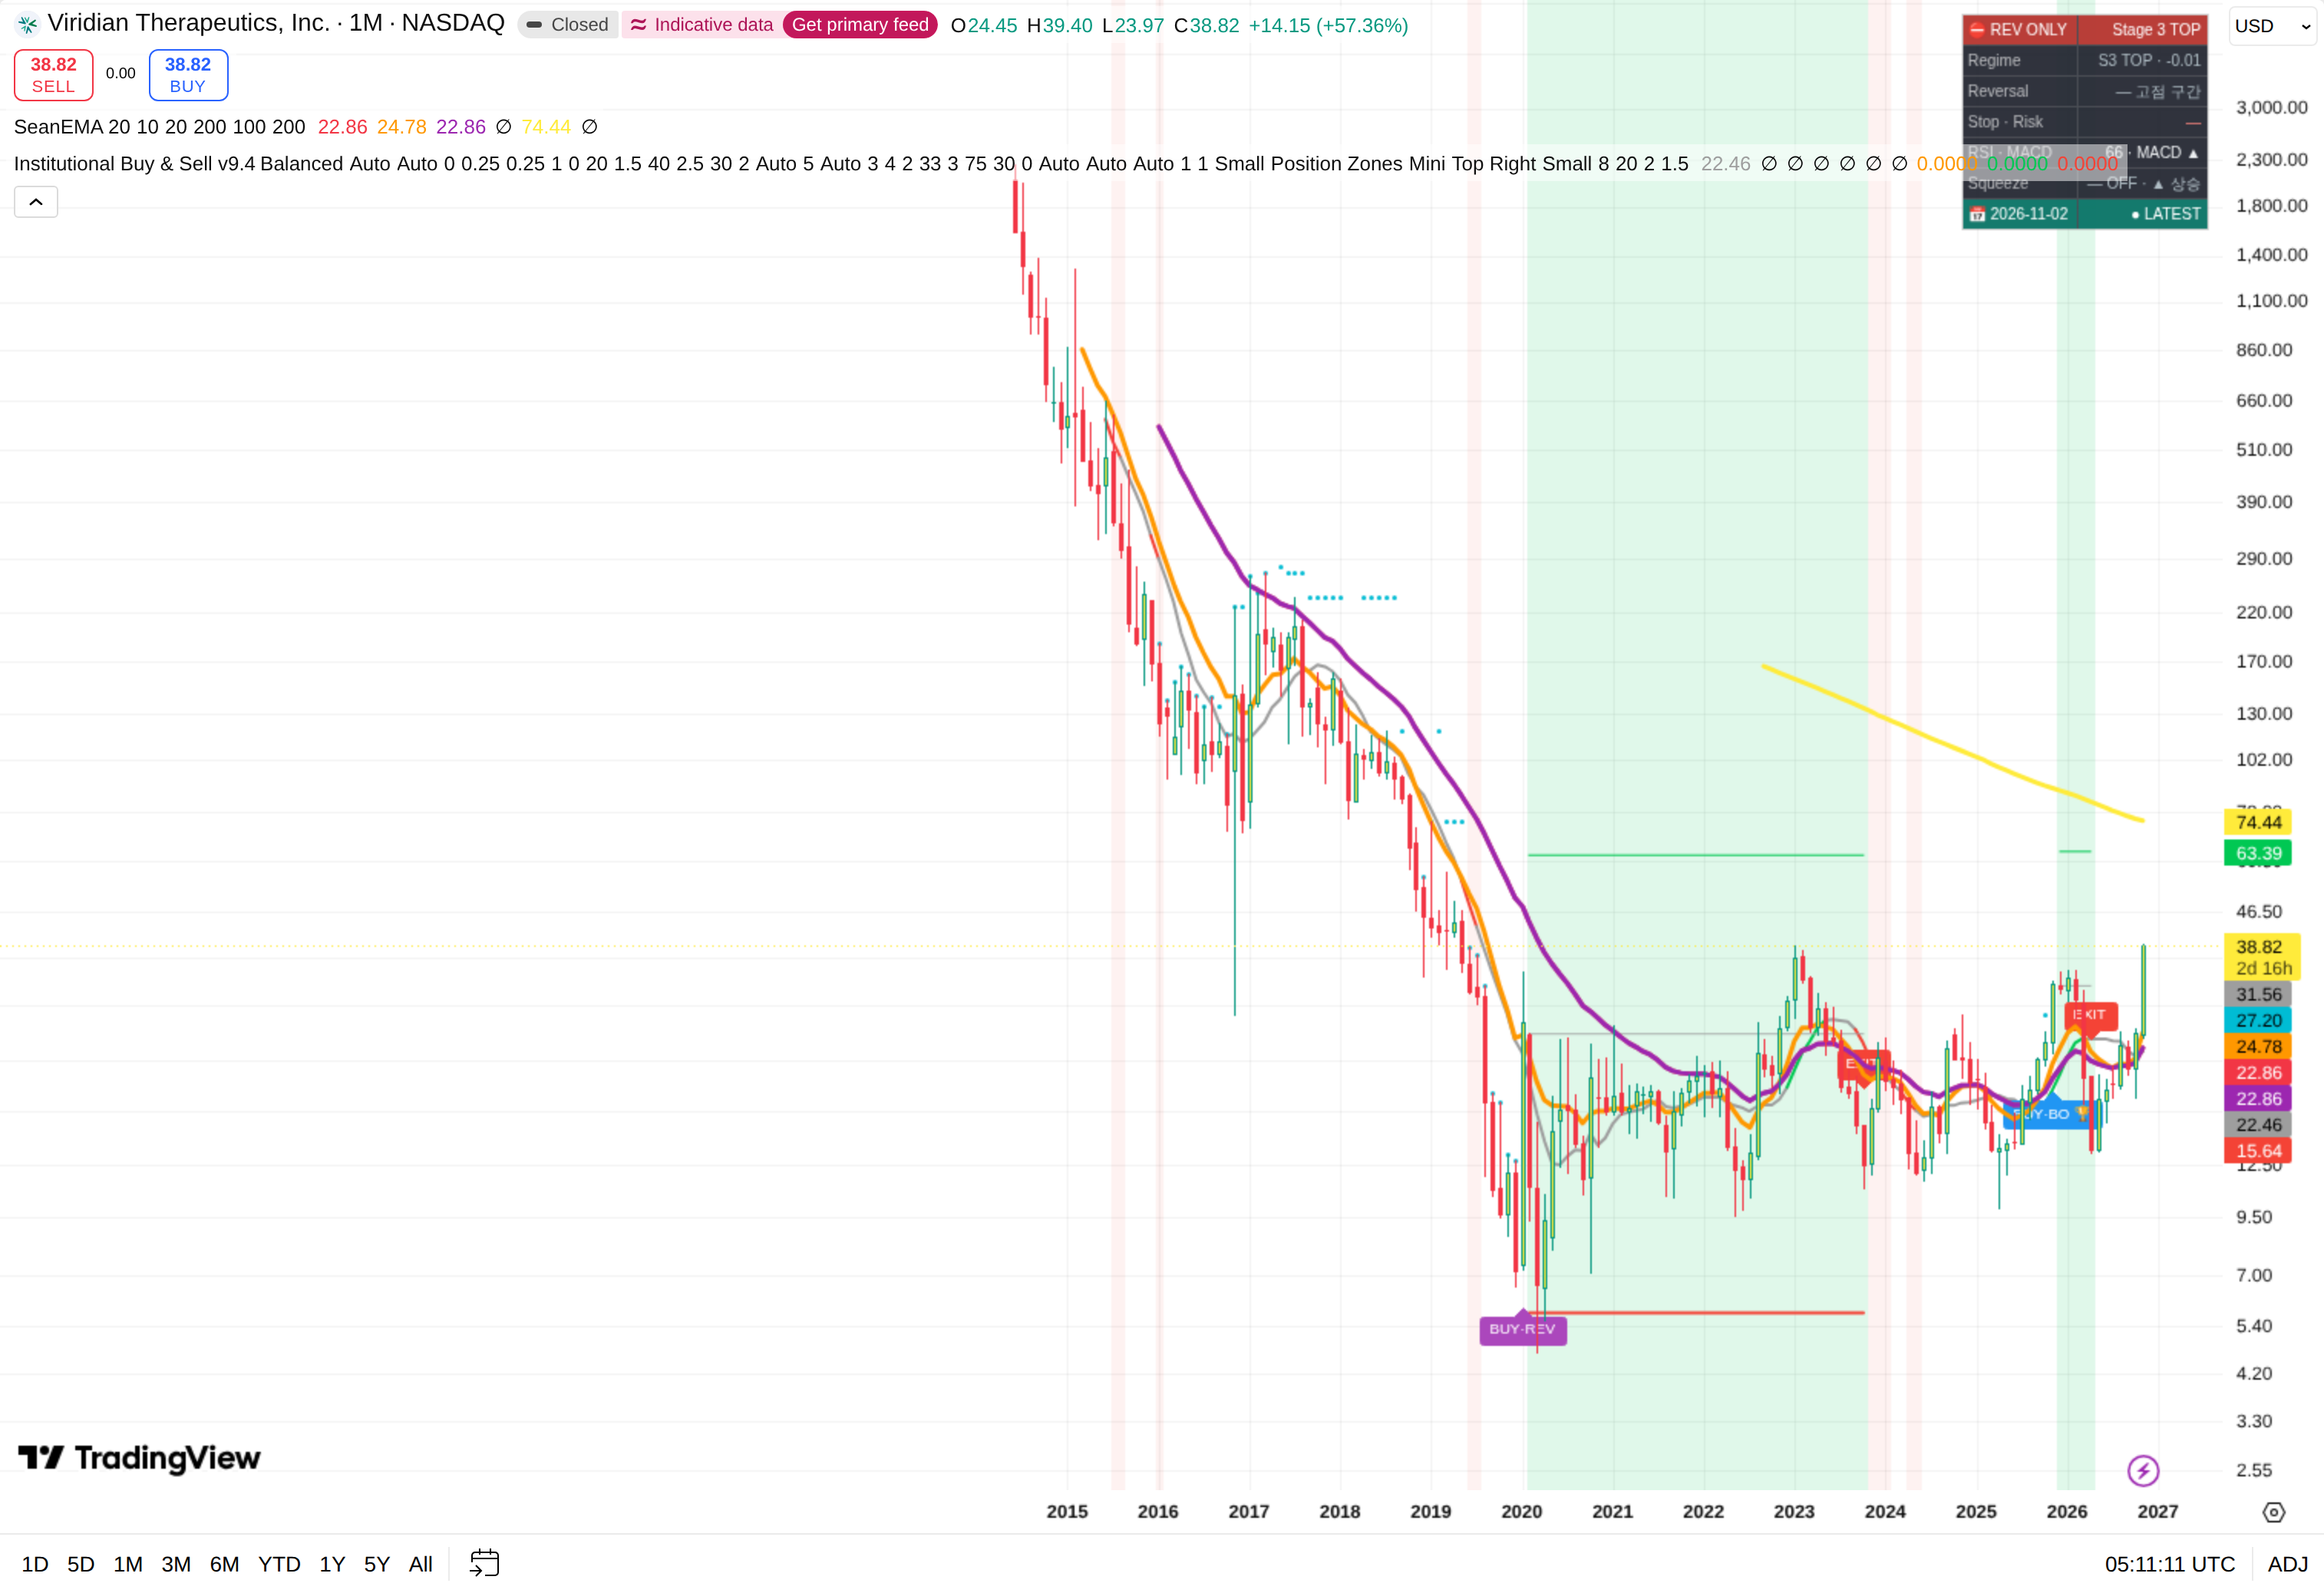 Viridian Therapeutics, Inc. · 1M · NASDAQ Closed Indicative data Get primary feed O24.45 H39.40 L23.97 C38.82 +14.15 (+57.36%)
38.82 SELL
0.00
38.82 BUY
SeanEMA 20 10 20 200 100 200 22.86 24.78 22.86 ∅ 74.44 ∅
Institutional Buy & Sell v9.4 Balanced Auto Auto 0 0.25 0.25 1 0 20 1.5 40 2.5 30 2 Auto 5 Auto 3 4 2 33 3 75 30 0 Auto Auto Auto 1 1 Small Position Zones Mini Top Right Small 8 20 2 1.5 22.46 ∅ ∅ ∅ ∅ ∅ ∅ 0.0000 0.0000 0.0000
REV ONLY Stage 3 TOP
Regime S3 TOP · -0.01
Reversal — 고점 구간
Stop · Risk —
RSI · MACD 66 · MACD ▲
Squeeze — OFF · ▲ 상승
2026-11-02 ● LATEST
USD
3,000.00
2,300.00
1,800.00
1,400.00
1,100.00
860.00
660.00
510.00
390.00
290.00
220.00
170.00
130.00
102.00
74.44
63.39
46.50
38.82
2d 16h
31.56
27.20
24.78
22.86
22.86
22.46
15.64
12.50
9.50
7.00
5.40
4.20
3.30
2.55
EXIT
EXIT
BUY-BO
BUY-REV
TradingView
2015 2016 2017 2018 2019 2020 2021 2022 2023 2024 2025 2026 2027
1D 5D 1M 3M 6M YTD 1Y 5Y All
05:11:11 UTC ADJ